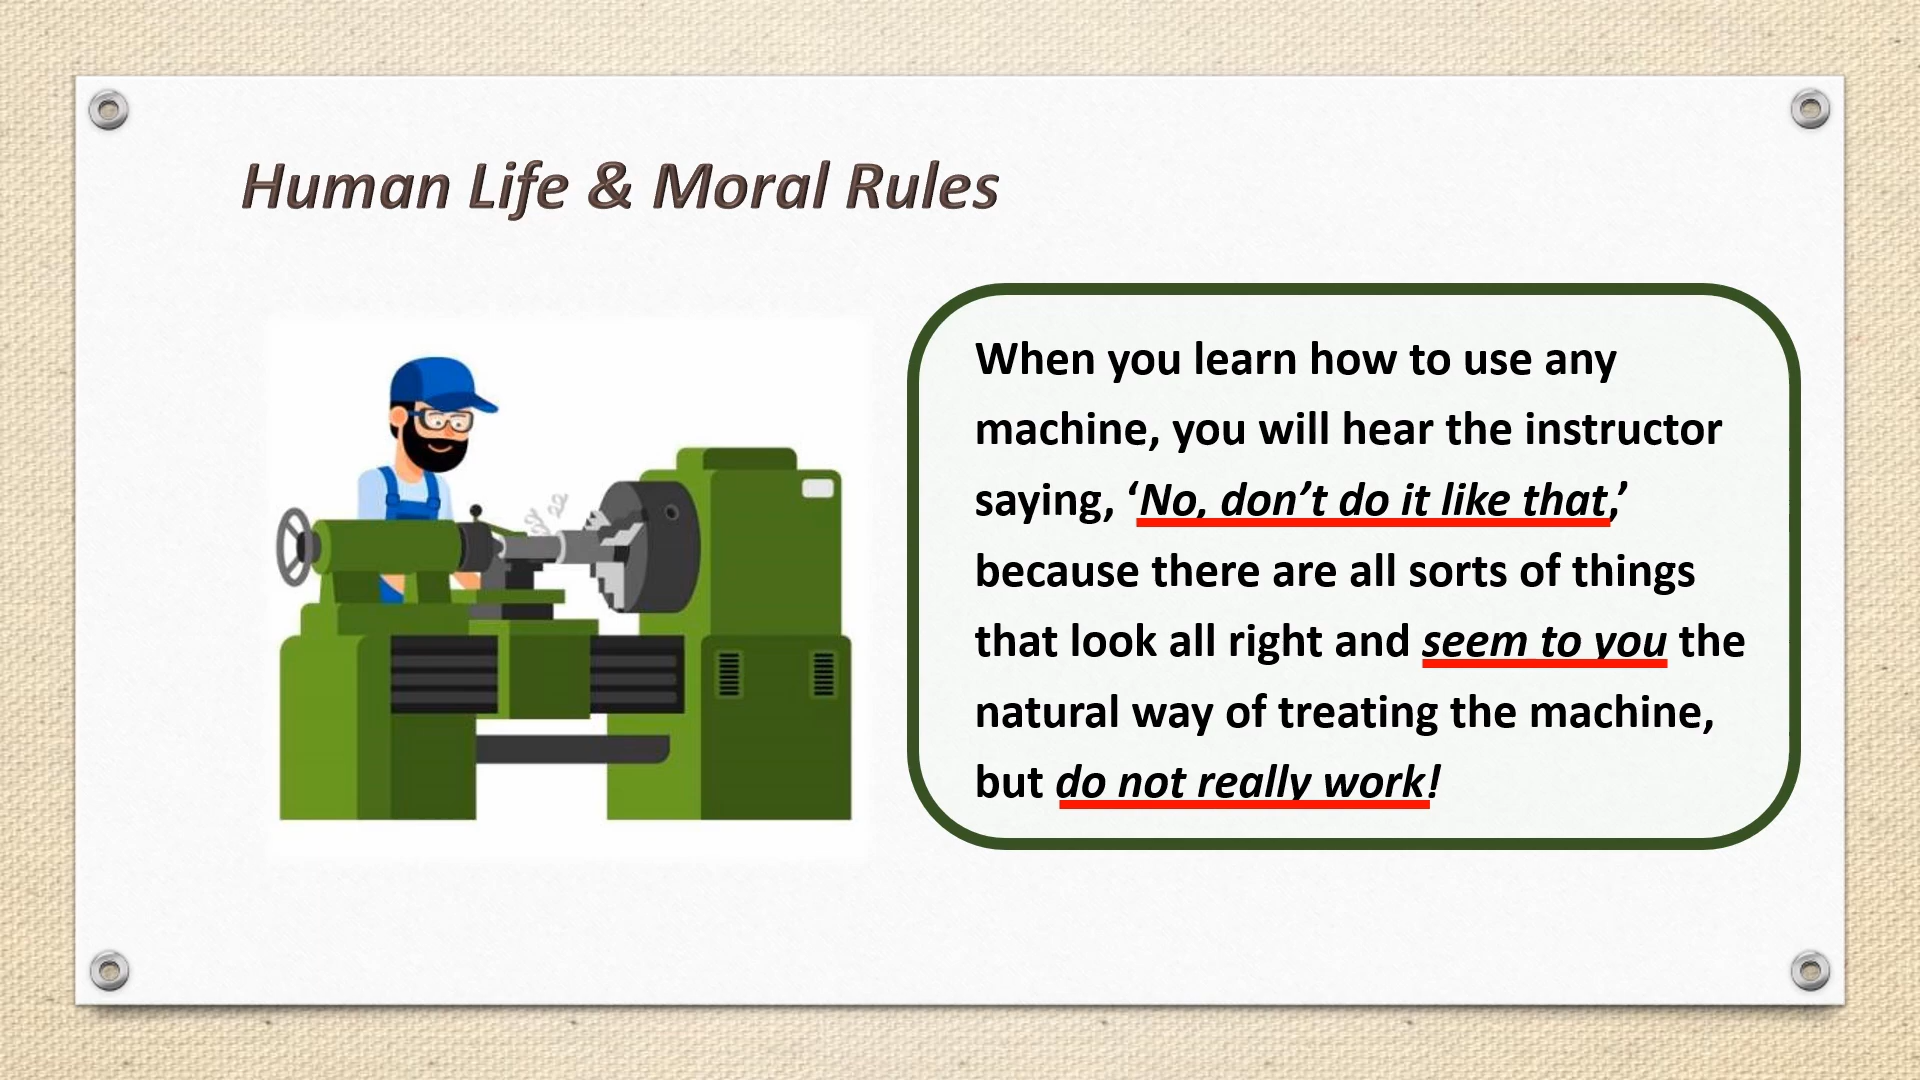 Human Life & Moral Rules
When you learn how to use any
machine, you will hear the instructor
saying, ‘No, don’t do it like that,’
because there are all sorts of things
that look all right and seem to you the
natural way of treating the machine,
but do not really work!